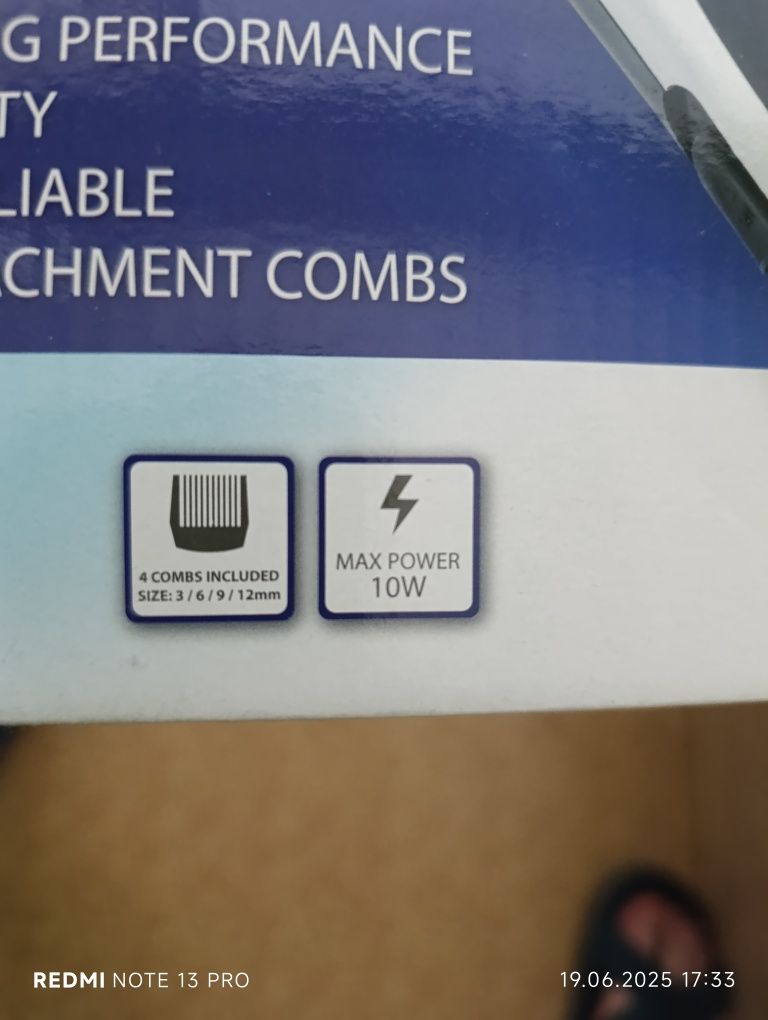 G PERFORMANCE
TY
LIABLE
ACHMENT COMBS
4 COMBS INCLUDED
SIZE: 3 / 6 / 9 / 12mm
MAX POWER
10W
REDMI NOTE 13 PRO
19.06.2025 17:33